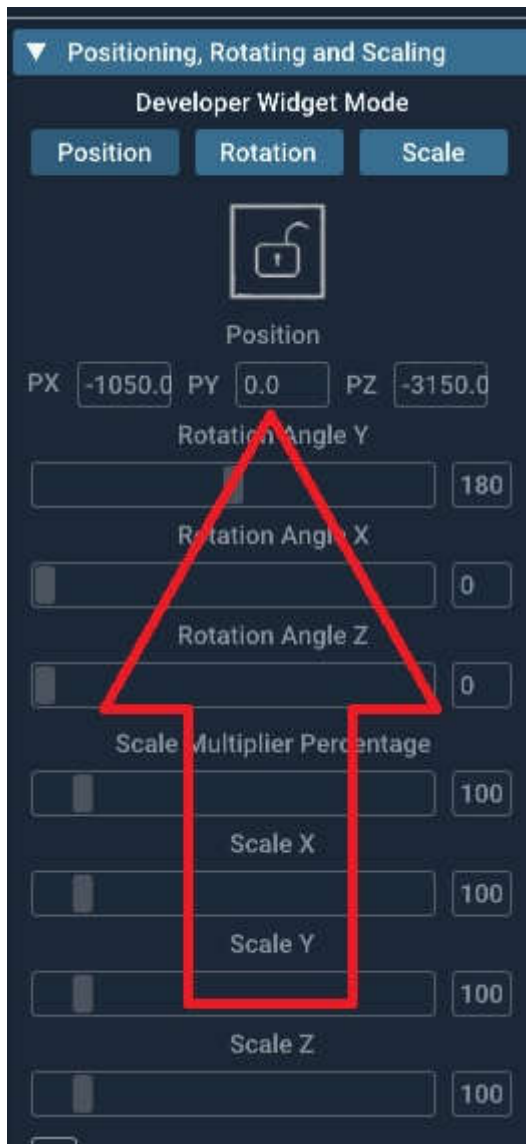 Positioning, Rotating and Scaling
Developer Widget Mode
Position Rotation Scale
Position
PX -1050.0 PY 0.0 PZ -3150.0
Rotation Angle Y
180
Rotation Angle X
0
Rotation Angle Z
0
Scale Multiplier Percentage
100
Scale X
100
Scale Y
100
Scale Z
100